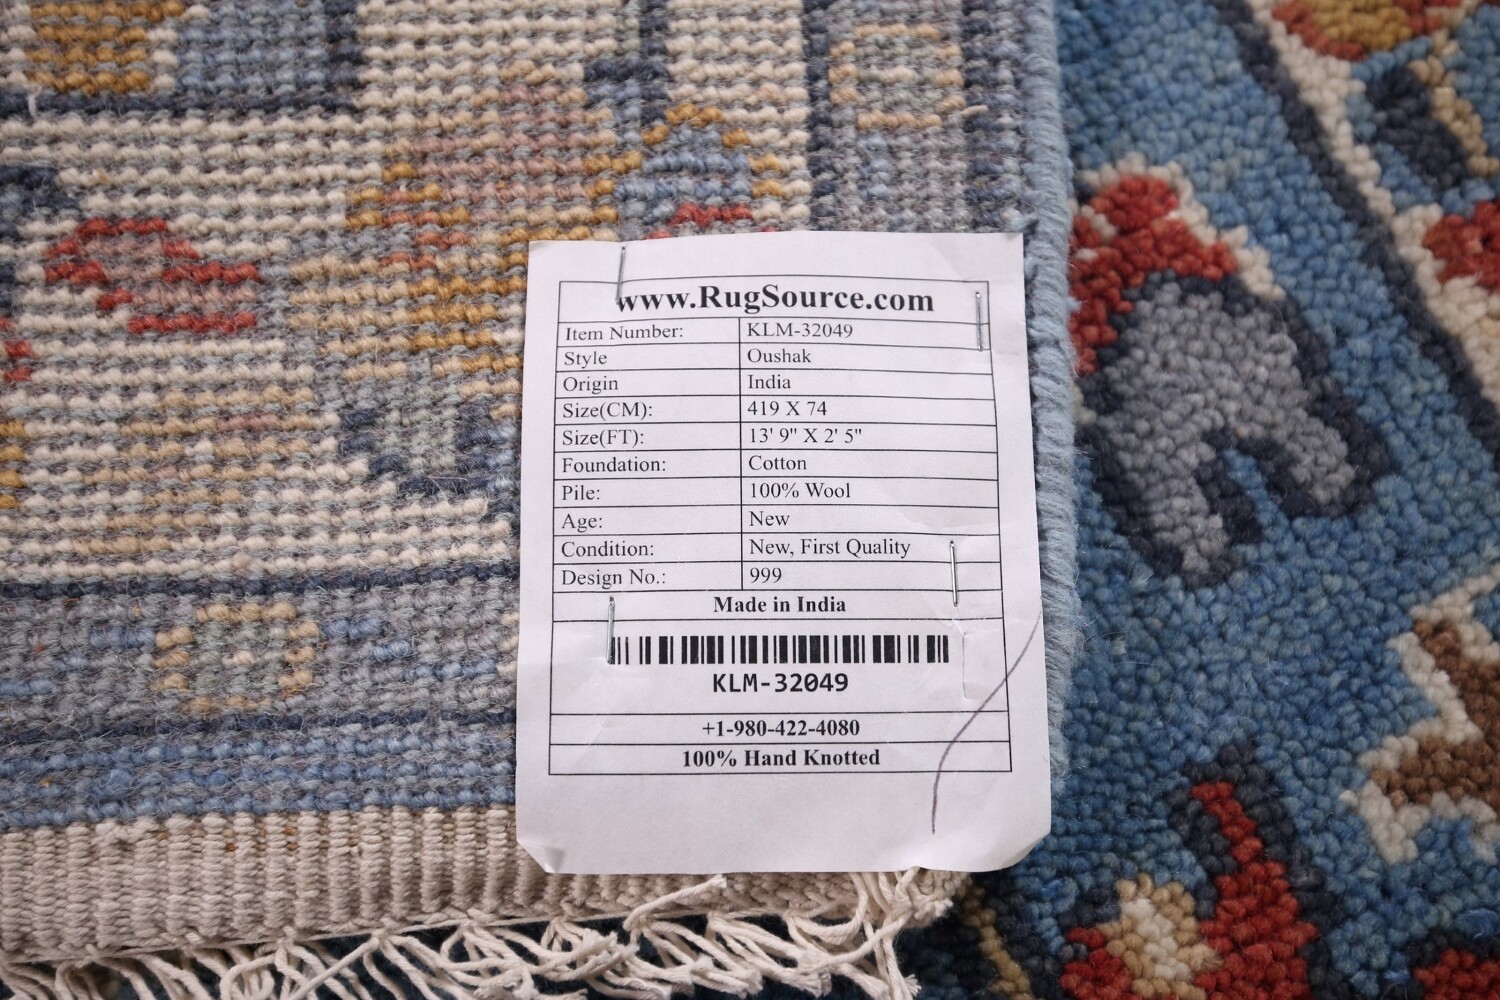 www.RugSource.com
Item Number: KLM-32049
Style Oushak
Origin India
Size(CM): 419 X 74
Size(FT): 13' 9" X 2' 5"
Foundation: Cotton
Pile: 100% Wool
Age: New
Condition: New, First Quality
Design No.: 999
Made in India
KLM-32049
+1-980-422-4080
100% Hand Knotted